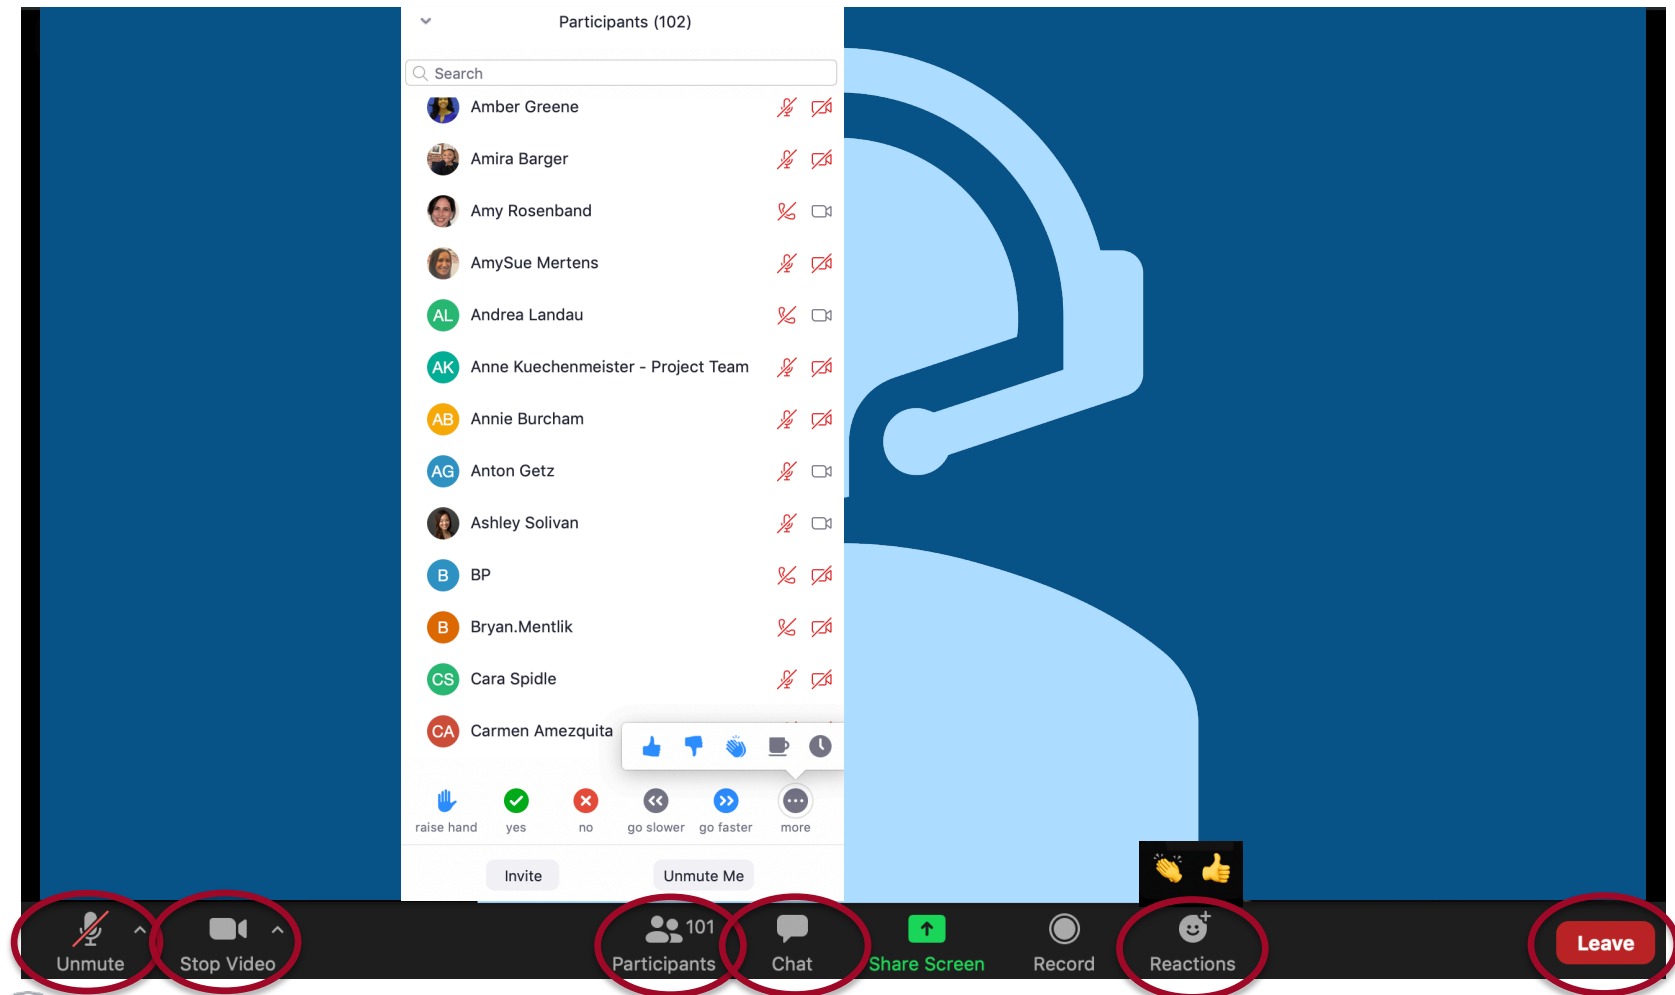 Participants (102)
Search
Amber Greene
Amira Barger
Amy Rosenband
AmySue Mertens
AL Andrea Landau
AK Anne Kuechenmeister - Project Team
AB Annie Burcham
AG Anton Getz
Ashley Solivan
B BP
B Bryan.Mentlik
CS Cara Spidle
CA Carmen Amezquita
raise hand yes no go slower go faster more
Invite Unmute Me
101
Unmute Stop Video Participants Chat Share Screen Record Reactions Leave